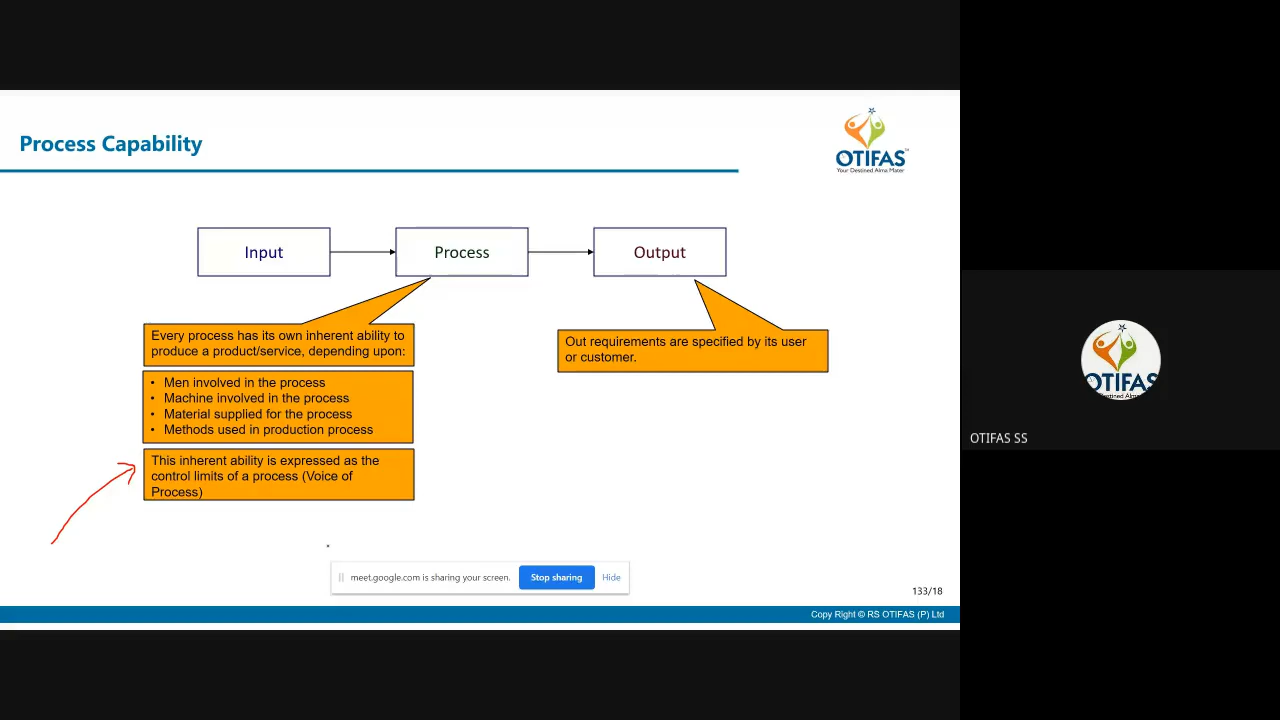 Process Capability
OTIFAS
Your Destined Alma Mater
Input
Process
Output
Every process has its own inherent ability to
produce a product/service, depending upon:
• Men involved in the process
• Machine involved in the process
• Material supplied for the process
• Methods used in production process
This inherent ability is expressed as the
control limits of a process (Voice of
Process)
Out requirements are specified by its user
or customer.
meet.google.com is sharing your screen.
Stop sharing
Hide
133/18
Copy Right © RS OTIFAS (P) Ltd
OTIFAS
OTIFAS SS